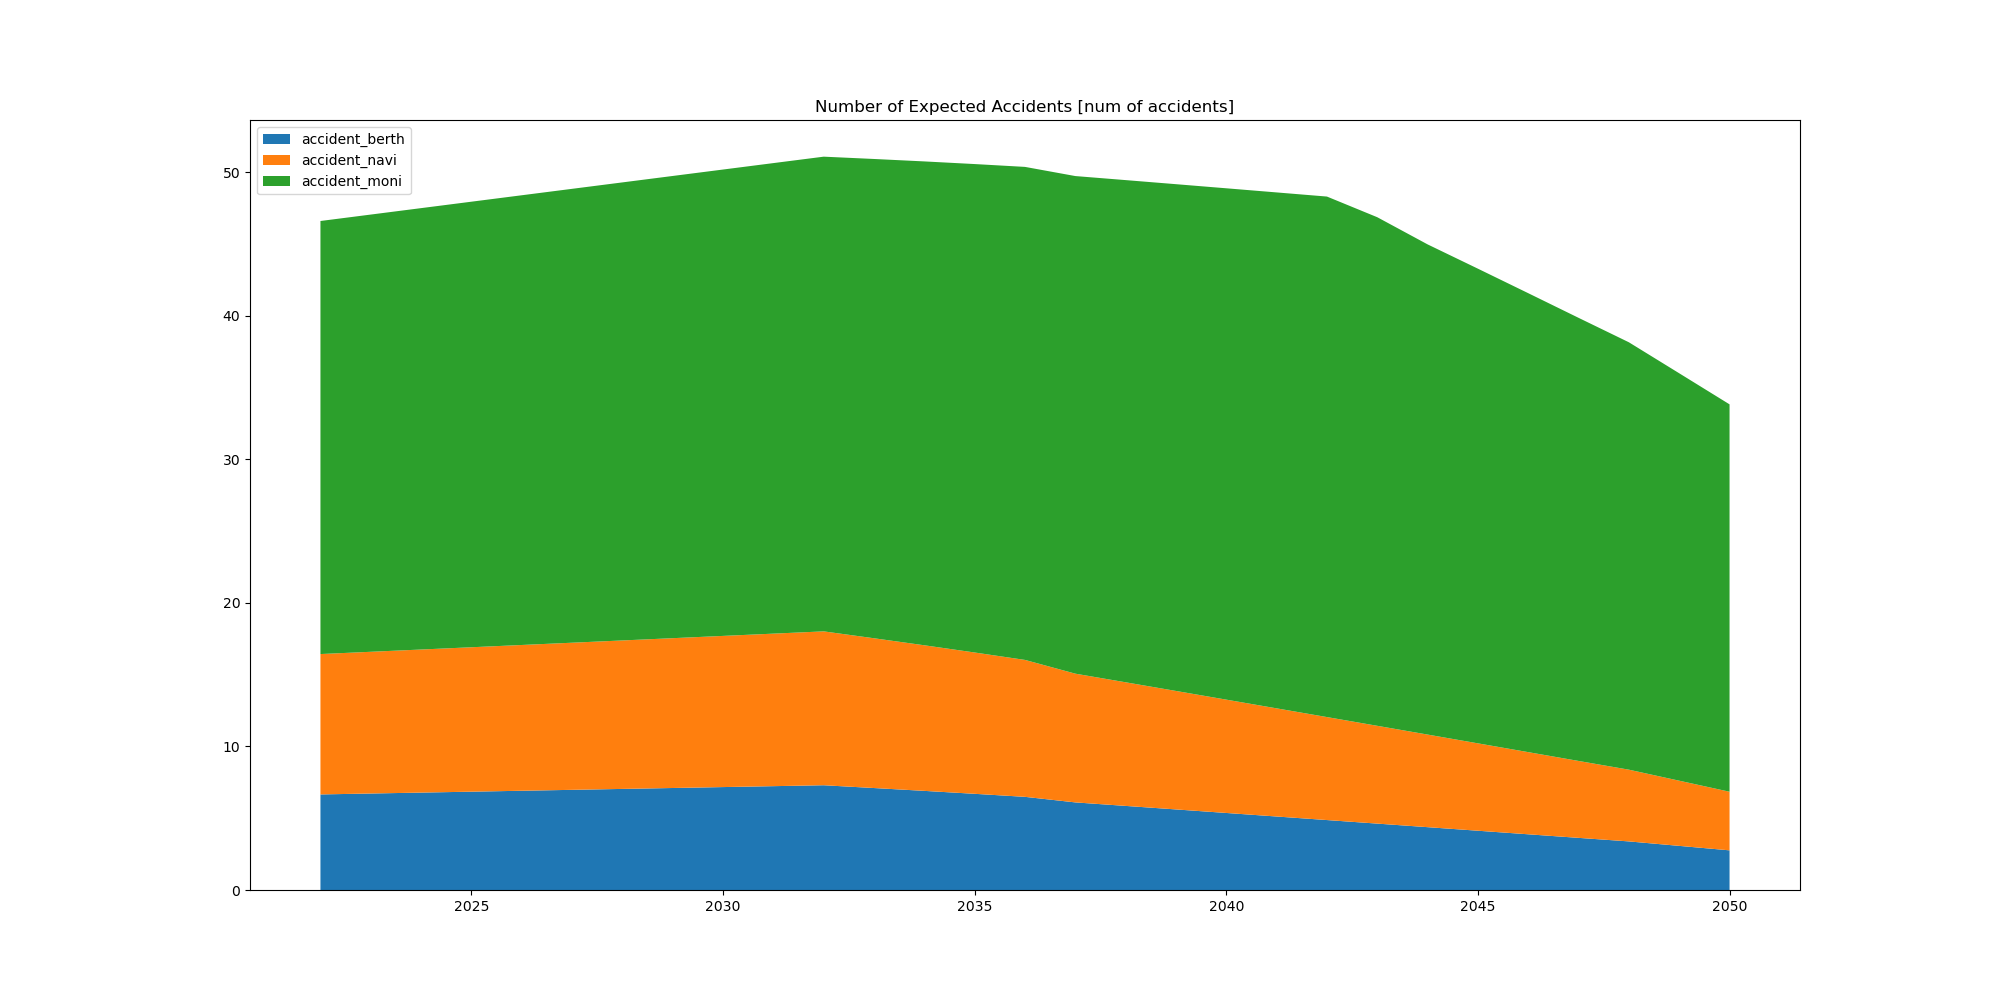 Number of Expected Accidents [num of accidents]
accident_berth
accident_navi
accident_moni
50
40
30
20
10
0
2025 2030 2035 2040 2045 2050